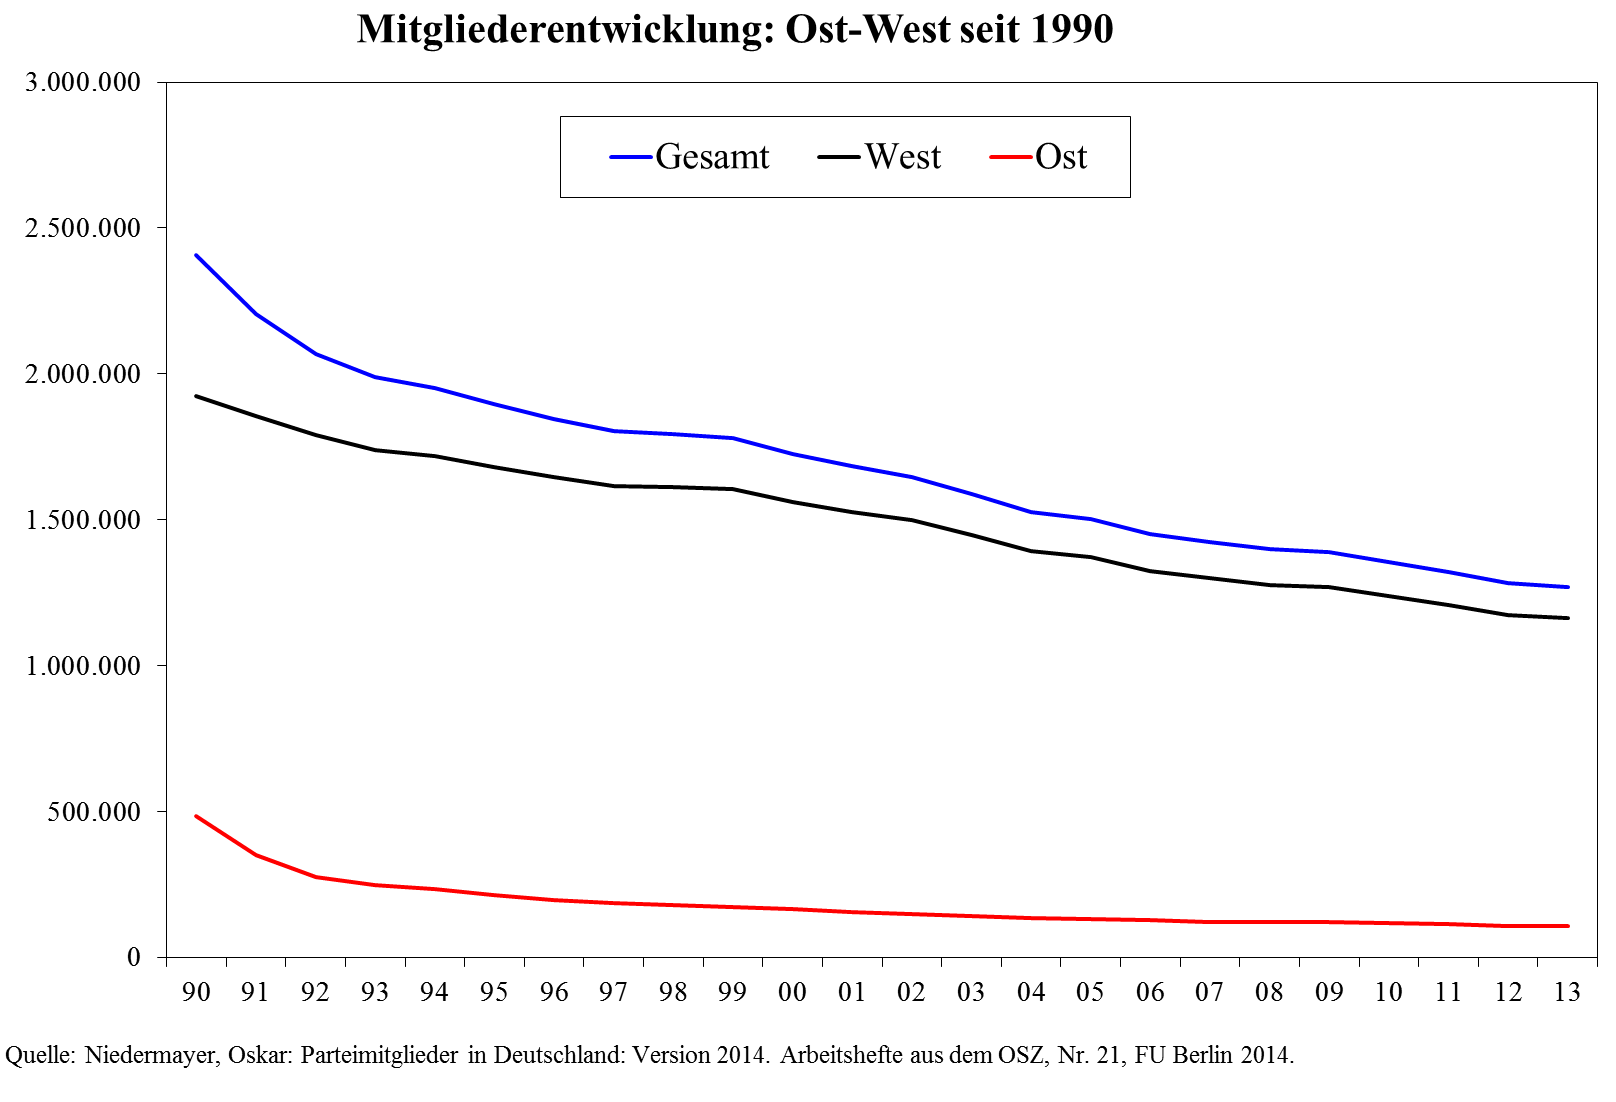 Mitgliederentwicklung: Ost-West seit 1990
3.000.000
Gesamt West Ost
2.500.000
2.000.000
1.500.000
1.000.000
500.000
0
90 91 92 93 94 95 96 97 98 99 00 01 02 03 04 05 06 07 08 09 10 11 12 13
Quelle: Niedermayer, Oskar: Parteimitglieder in Deutschland: Version 2014. Arbeitshefte aus dem OSZ, Nr. 21, FU Berlin 2014.